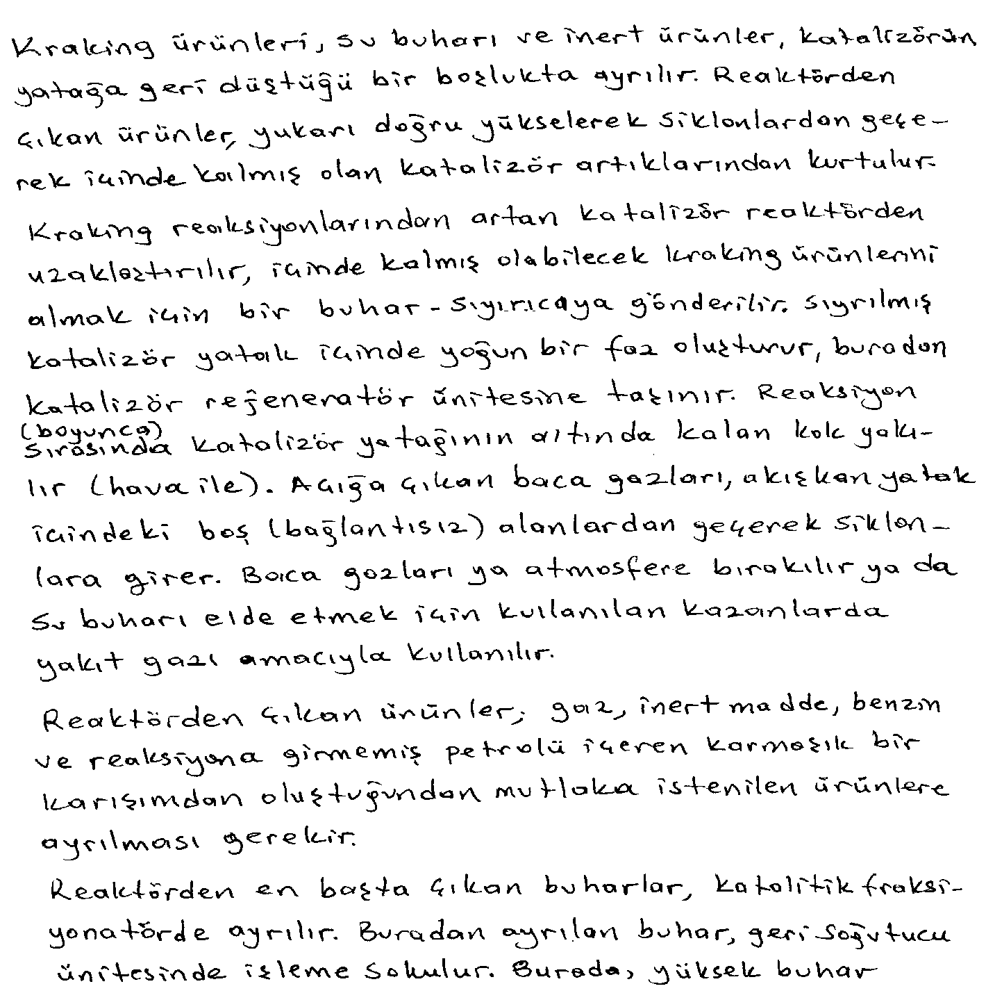 Kraking ürünleri, su buharı ve inert ürünler, katalizörün
yatağa geri düştüğü bir boşlukta ayrılır. Reaktörden
çıkan ürünler, yukarı doğru yükselerek siklonlardan geçe-
rek içinde kalmış olan katalizör artıklarından kurtulur.
Kraking reaksiyonlarından artan katalizör reaktörden
uzaklaştırılır, içinde kalmış olabilecek kraking ürünlerini
almak için bir buhar-sıyırıcaya gönderilir. Sıyrılmış
katalizör yatak içinde yoğun bir faz oluşturur, buradan
katalizör rejeneratör ünitesine taşınır. Reaksiyon
(boyunca)
sırasında katalizör yatağının altında kalan kok yakı-
lır (hava ile). Açığa çıkan baca gazları, akışkan yatak
içindeki boş (bağlantısız) alanlardan geçerek siklon-
lara girer. Baca gazları ya atmosfere bırakılır ya da
su buharı elde etmek için kullanılan kazanlarda
yakıt gazı amacıyla kullanılır.
Reaktörden çıkan ürünler; gaz, inert madde, benzin
ve reaksiyona girmemiş petrolü içeren karmaşık bir
karışımdan oluştuğundan mutlaka istenilen ürünlere
ayrılması gerekir.
Reaktörden en başta çıkan buharlar, katalitik fraksi-
yonatörde ayrılır. Buradan ayrılan buhar, geri soğutucu
ünitesinde işleme sokulur. Burada, yüksek buhar